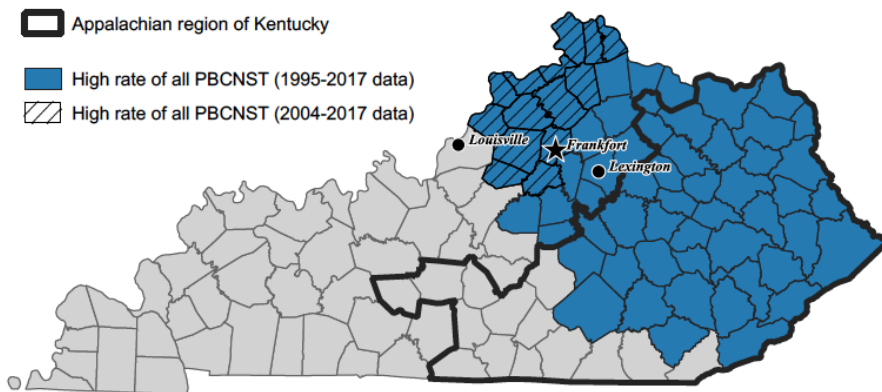 Appalachian region of Kentucky
High rate of all PBCNST (1995-2017 data)
High rate of all PBCNST (2004-2017 data)
Louisville
Frankfort
Lexington